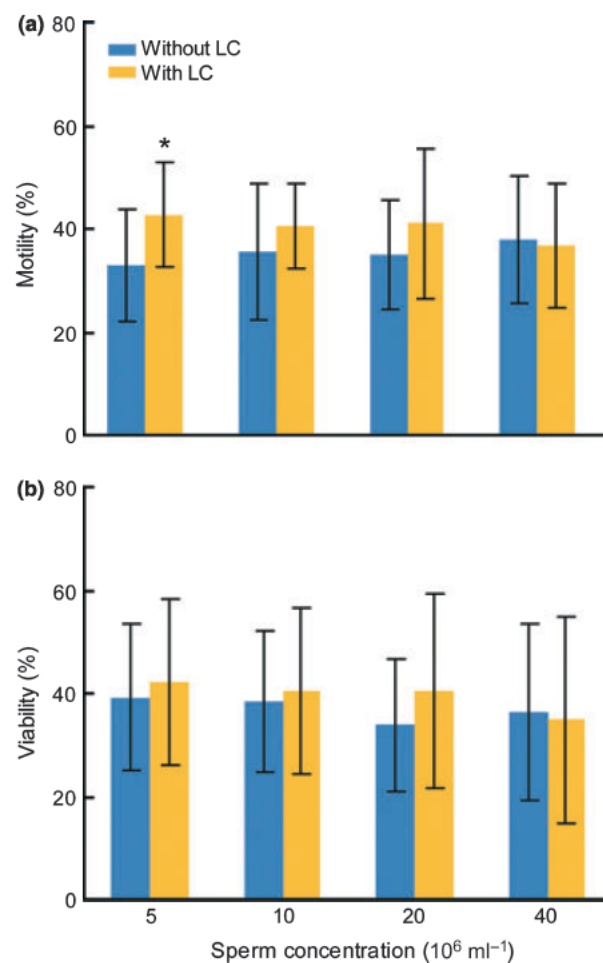 (a)
80
60
40
20
0
Motility (%)
Without LC
With LC
*
(b)
80
60
40
20
0
Viability (%)
5 10 20 40
Sperm concentration (10⁶ ml⁻¹)